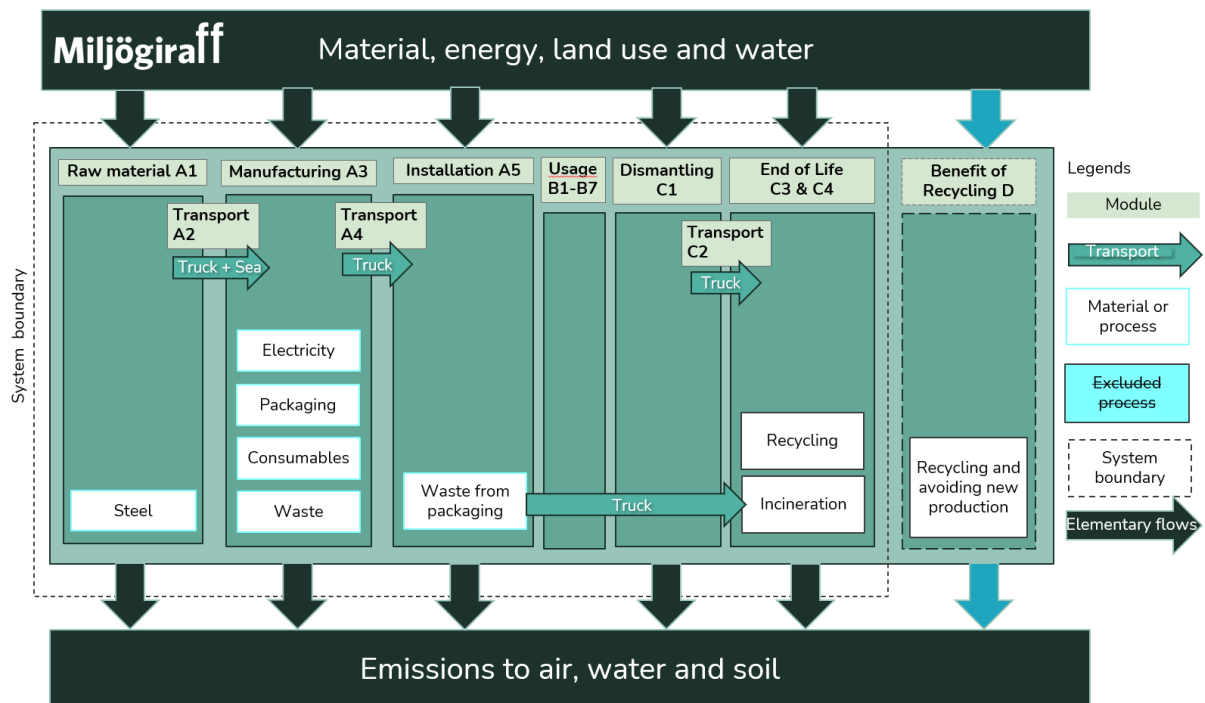 Miljögiraff
Material, energy, land use and water
System boundary
Raw material A1
Manufacturing A3
Installation A5
Usage
B1-B7
Dismantling
C1
End of Life
C3 & C4
Benefit of
Recycling D
Transport
A2
Truck + Sea
Transport
A4
Truck
Transport
C2
Truck
Electricity
Packaging
Consumables
Waste
Steel
Waste from
packaging
Truck
Recycling
Incineration
Recycling and
avoiding new
production
Legends
Module
Transport
Material or
process
Excluded
process
System
boundary
Elementary flows
Emissions to air, water and soil